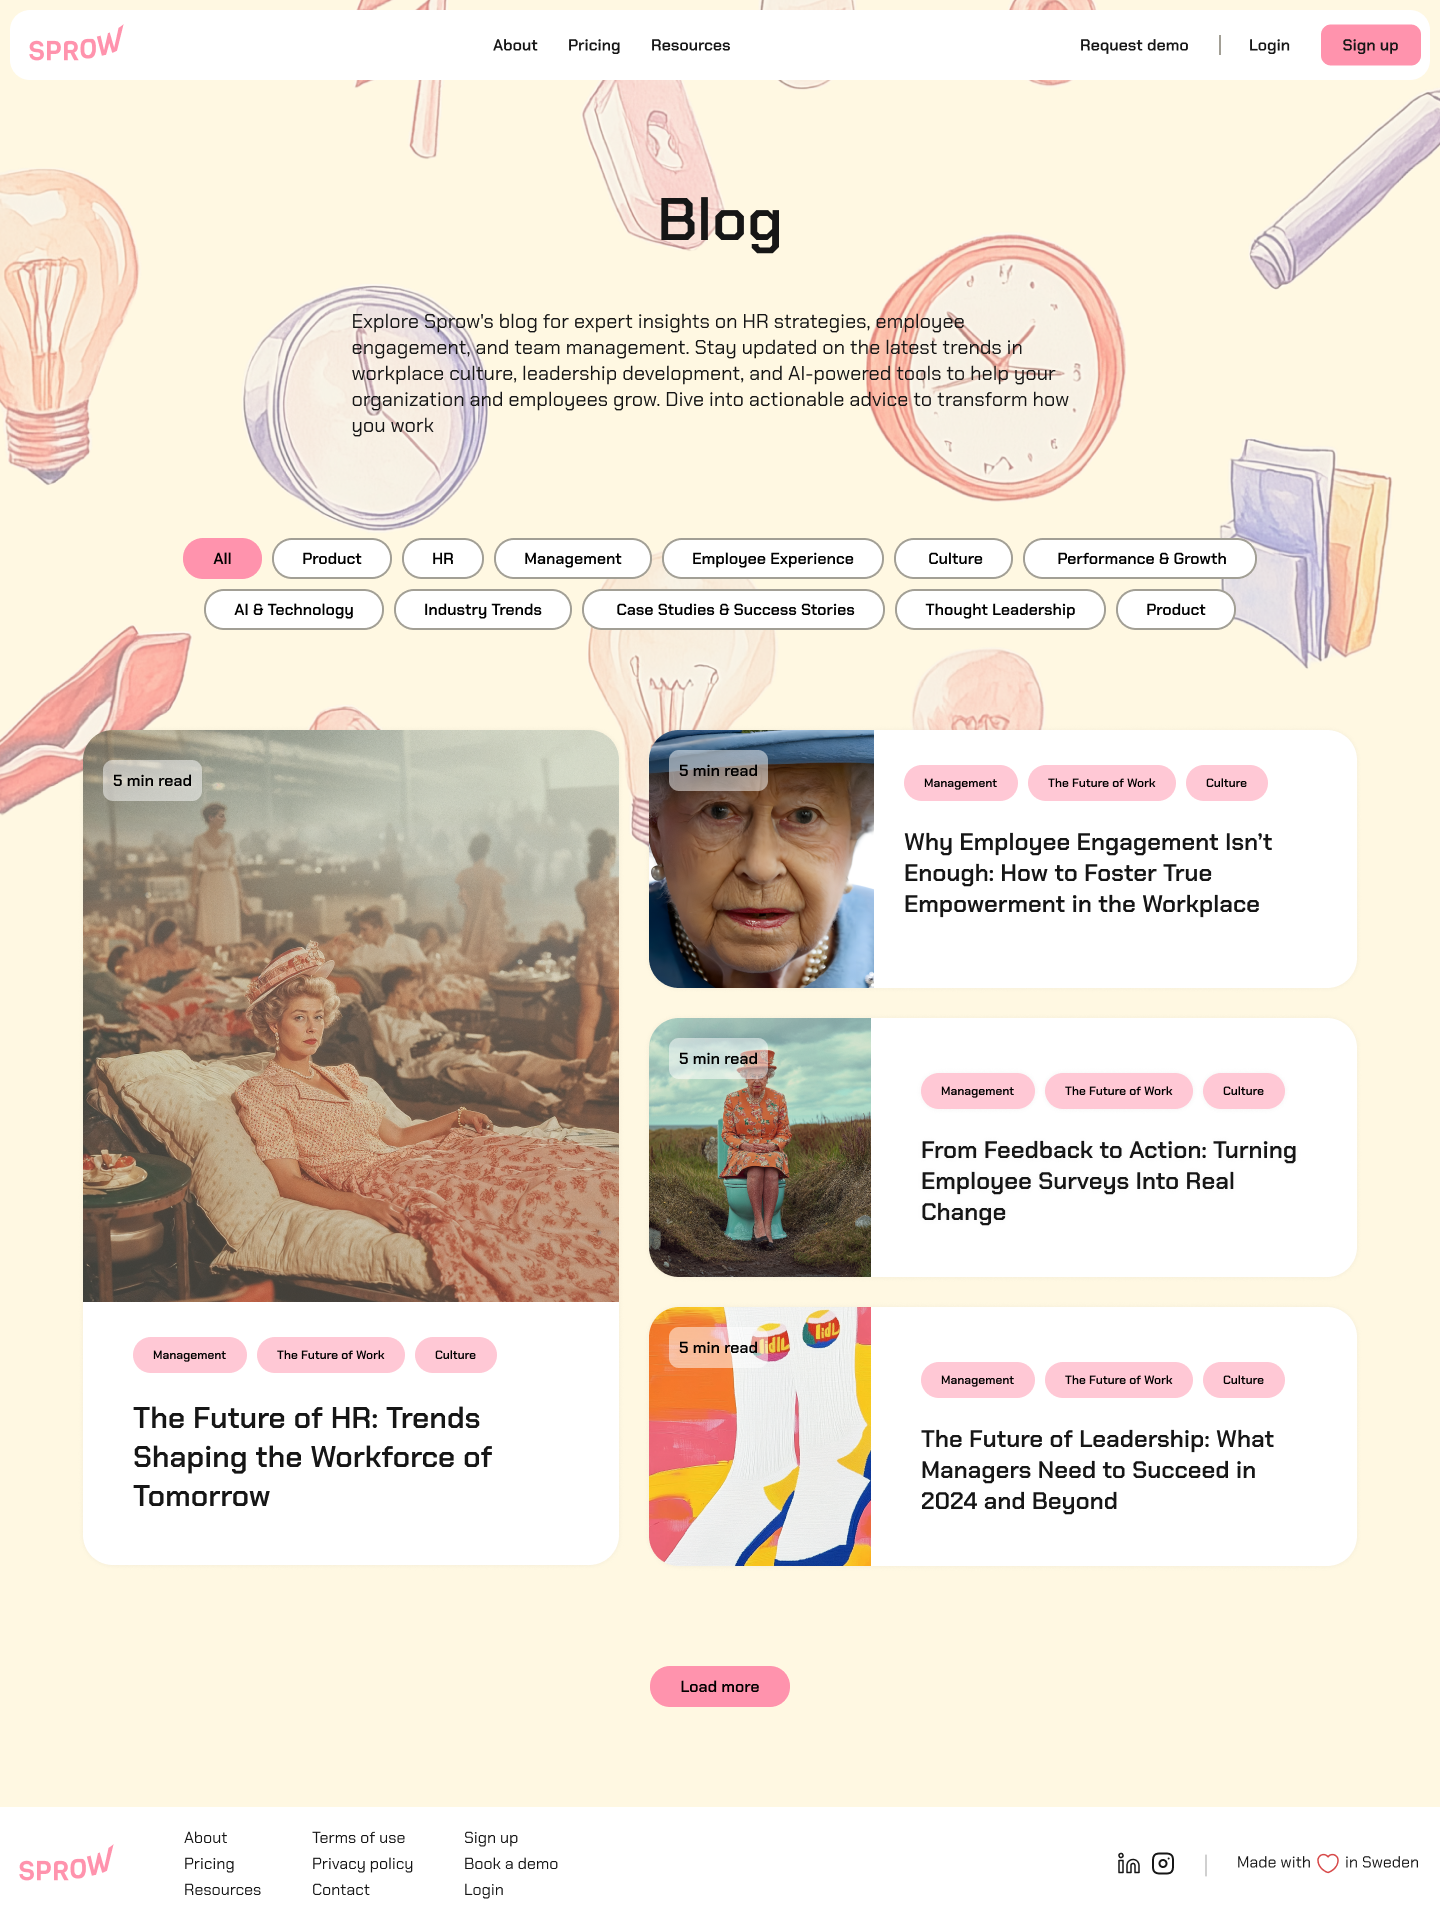 SPROW
About Pricing Resources
Request demo Login Sign up
Blog
Explore Sprow's blog for expert insights on HR strategies, employee
engagement, and team management. Stay updated on the latest trends in
workplace culture, leadership development, and AI-powered tools to help your
organization and employees grow. Dive into actionable advice to transform how
you work
All Product HR Management Employee Experience Culture Performance & Growth
AI & Technology Industry Trends Case Studies & Success Stories Thought Leadership Product
5 min read
Management The Future of Work Culture
The Future of HR: Trends
Shaping the Workforce of
Tomorrow
5 min read
Management The Future of Work Culture
Why Employee Engagement Isn’t
Enough: How to Foster True
Empowerment in the Workplace
5 min read
Management The Future of Work Culture
From Feedback to Action: Turning
Employee Surveys Into Real
Change
5 min read
LIDL
lidl
Management The Future of Work Culture
The Future of Leadership: What
Managers Need to Succeed in
2024 and Beyond
Load more
SPROW
About
Pricing
Resources
Terms of use
Privacy policy
Contact
Sign up
Book a demo
Login
in
Made with in Sweden